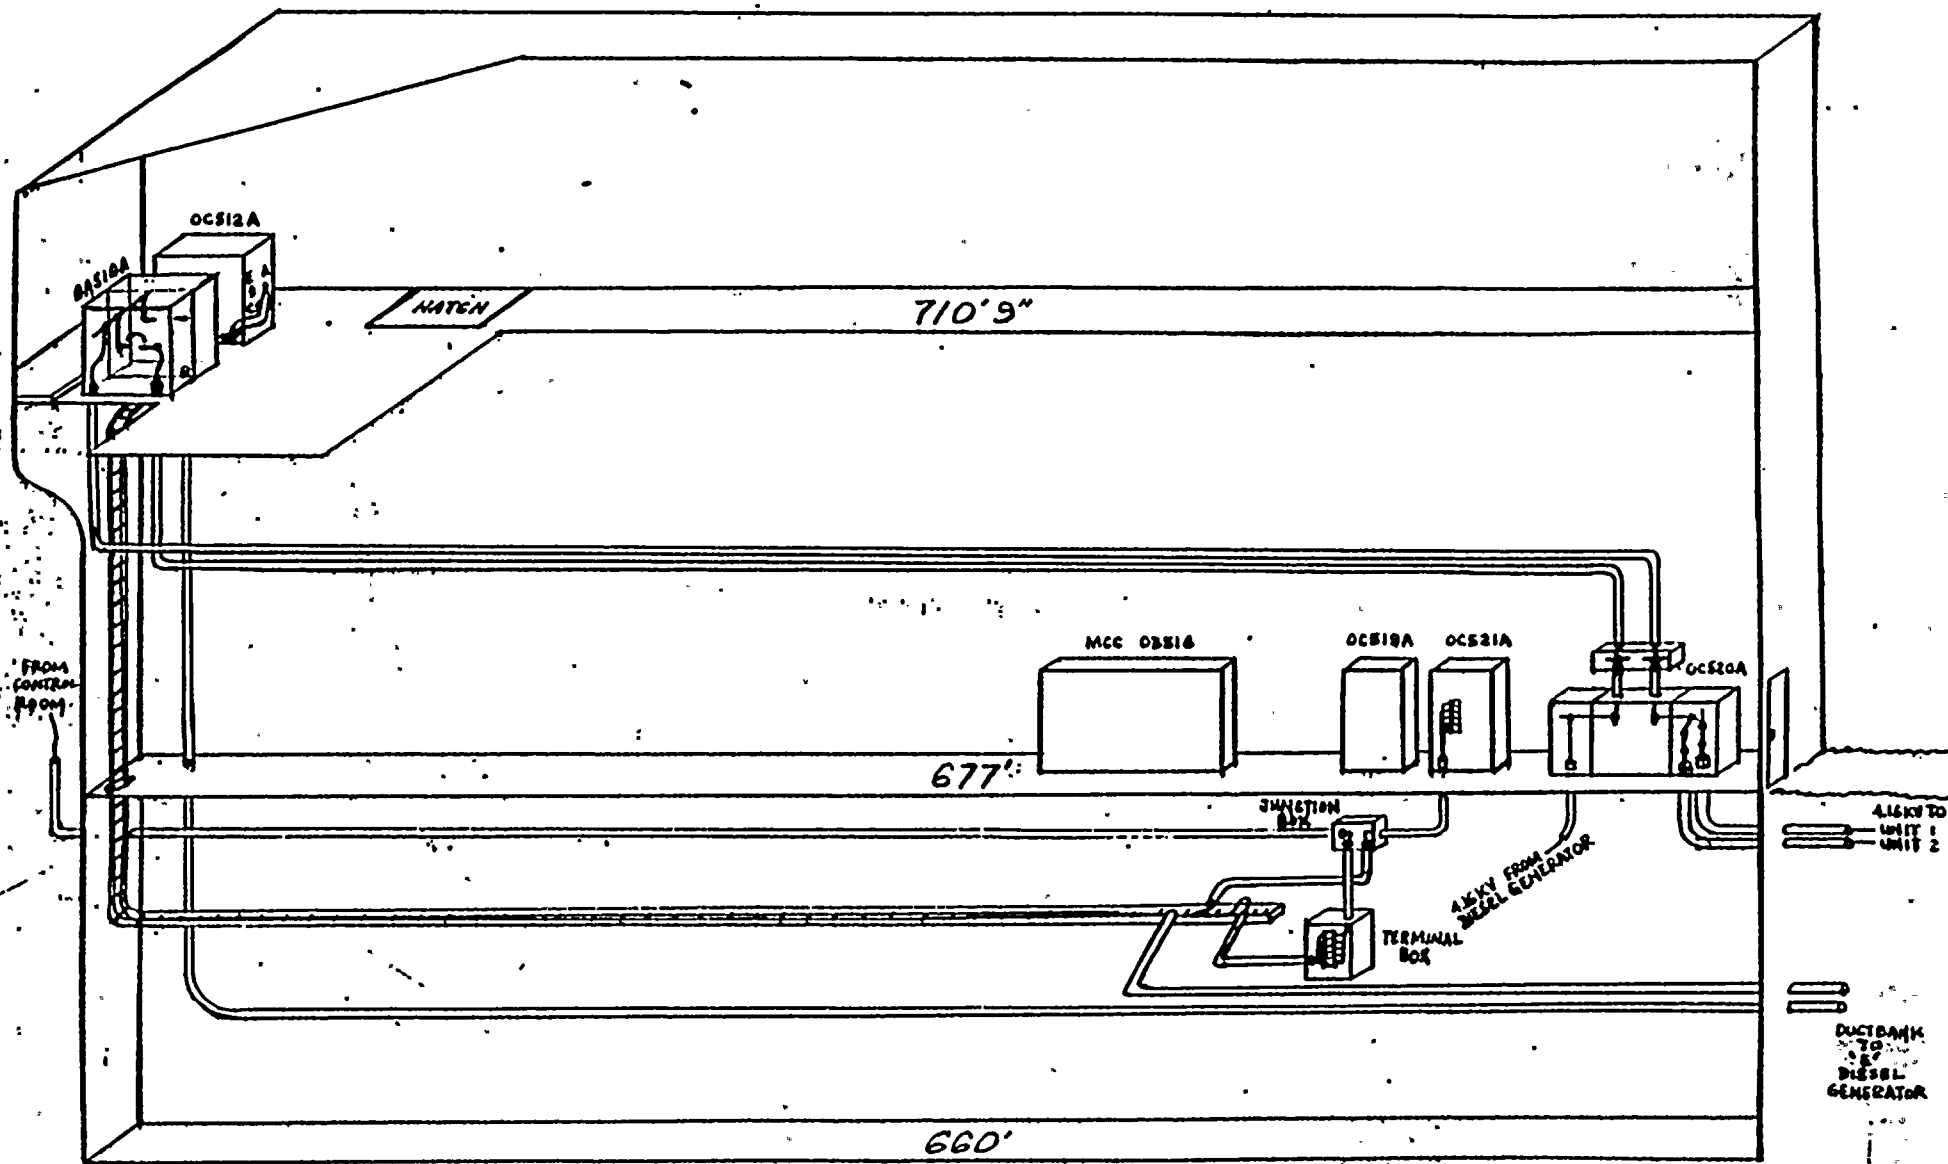 OC512A
0A510A
E A
D
C
B
HATCH
710'9"
MCC 0B516
OC519A
OC521A
OC520A
FROM
CONTROL
ROOM
677'
JUNCTION
BOX
4.16KV TO
UNIT 1
UNIT 2
4.16KV FROM
DIESEL GENERATOR
TERMINAL
BOX
DUCTBANK
TO
'E'
DIESEL
GENERATOR
660'